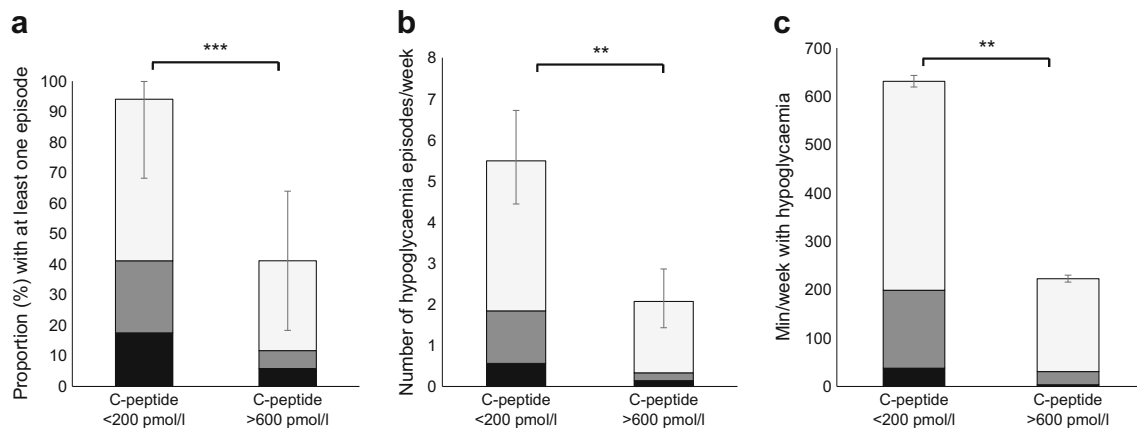 a
***
Proportion (%) with at least one episode
100
90
80
70
60
50
40
30
20
10
0
C-peptide
<200 pmol/l
C-peptide
>600 pmol/l
b
**
Number of hypoglycaemia episodes/week
8
7
6
5
4
3
2
1
0
C-peptide
<200 pmol/l
C-peptide
>600 pmol/l
c
**
Min/week with hypoglycaemia
700
600
500
400
300
200
100
0
C-peptide
<200 pmol/l
C-peptide
>600 pmol/l